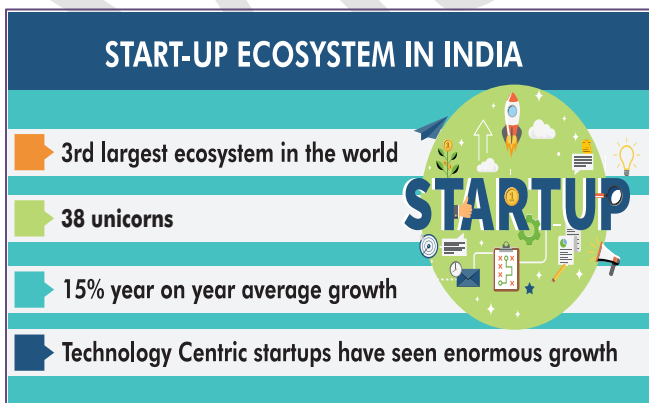 START-UP ECOSYSTEM IN INDIA
3rd largest ecosystem in the world
38 unicorns
STARTUP
15% year on year average growth
Technology Centric startups have seen enormous growth